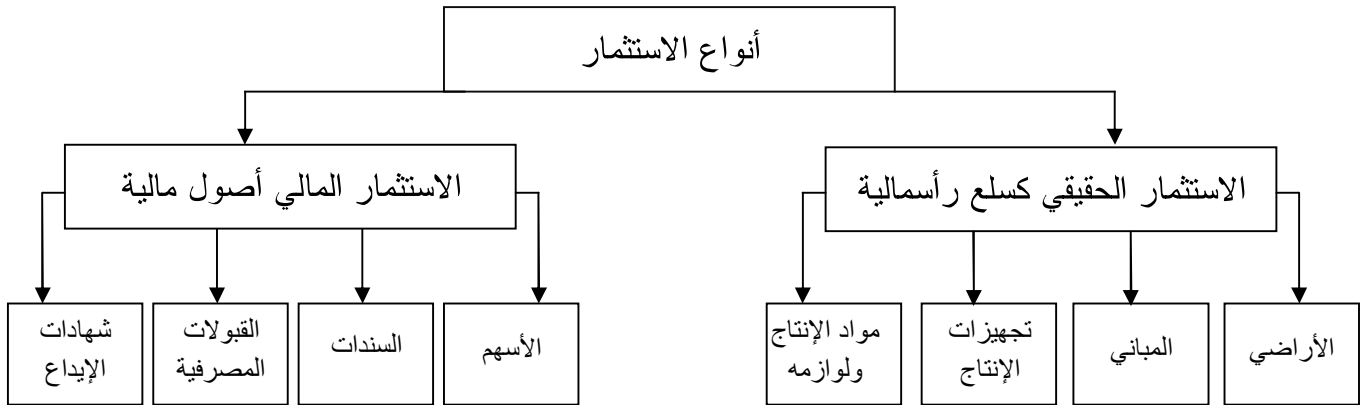 أنواع الاستثمار
الاستثمار الحقيقي كسلع رأسمالية
الاستثمار المالي أصول مالية
الأراضي
المباني
تجهيزات
الإنتاج
مواد الإنتاج
ولوازمه
الأسهم
السندات
القبولات
المصرفية
شهادات
الإيداع